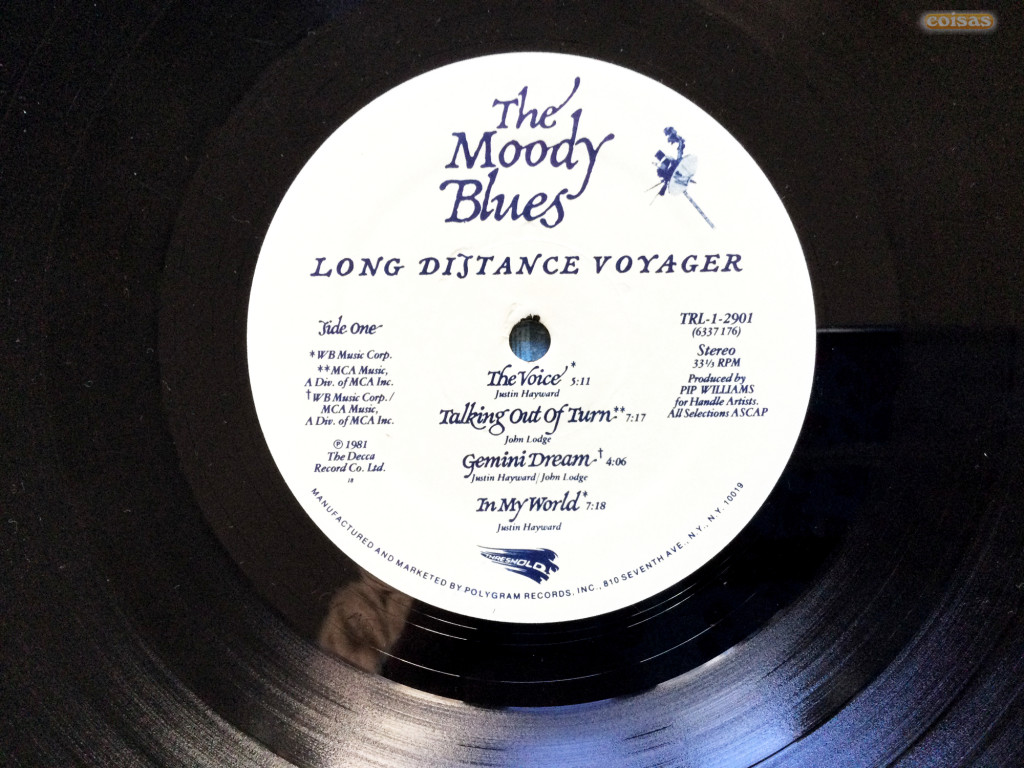 coisas
The
Moody
Blues
LONG DISTANCE VOYAGER
Side One
* WB Music Corp.
** MCA Music,
A Div. of MCA Inc.
† WB Music Corp. /
MCA Music,
A Div. of MCA Inc.
℗ 1981
The Decca
Record Co. Ltd.
18
TRL-1-2901
(6337 176)
Stereo
33⅓ RPM
Produced by
PIP WILLIAMS
for Handle Artists.
All Selections ASCAP
The Voice* 5:11
Justin Hayward
Talking Out Of Turn** 7:17
John Lodge
Gemini Dream† 4:06
Justin Hayward/John Lodge
In My World* 7:18
Justin Hayward
THRESHOLD
MANUFACTURED AND MARKETED BY POLYGRAM RECORDS, INC., 810 SEVENTH AVE., N.Y., N.Y. 10019